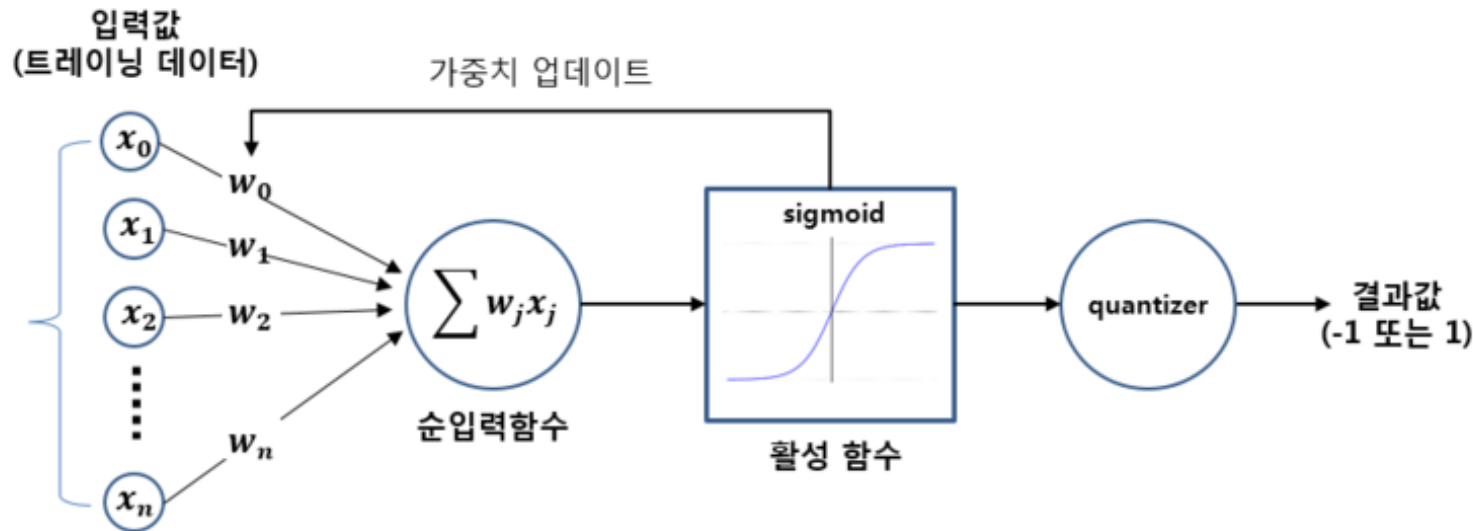 입력값
(트레이닝 데이터)
가중치 업데이트
x₀
w₀
x₁
w₁
x₂
w₂
xₙ
wₙ
∑ wⱼxⱼ
순입력함수
sigmoid
활성 함수
quantizer
결과값
(-1 또는 1)